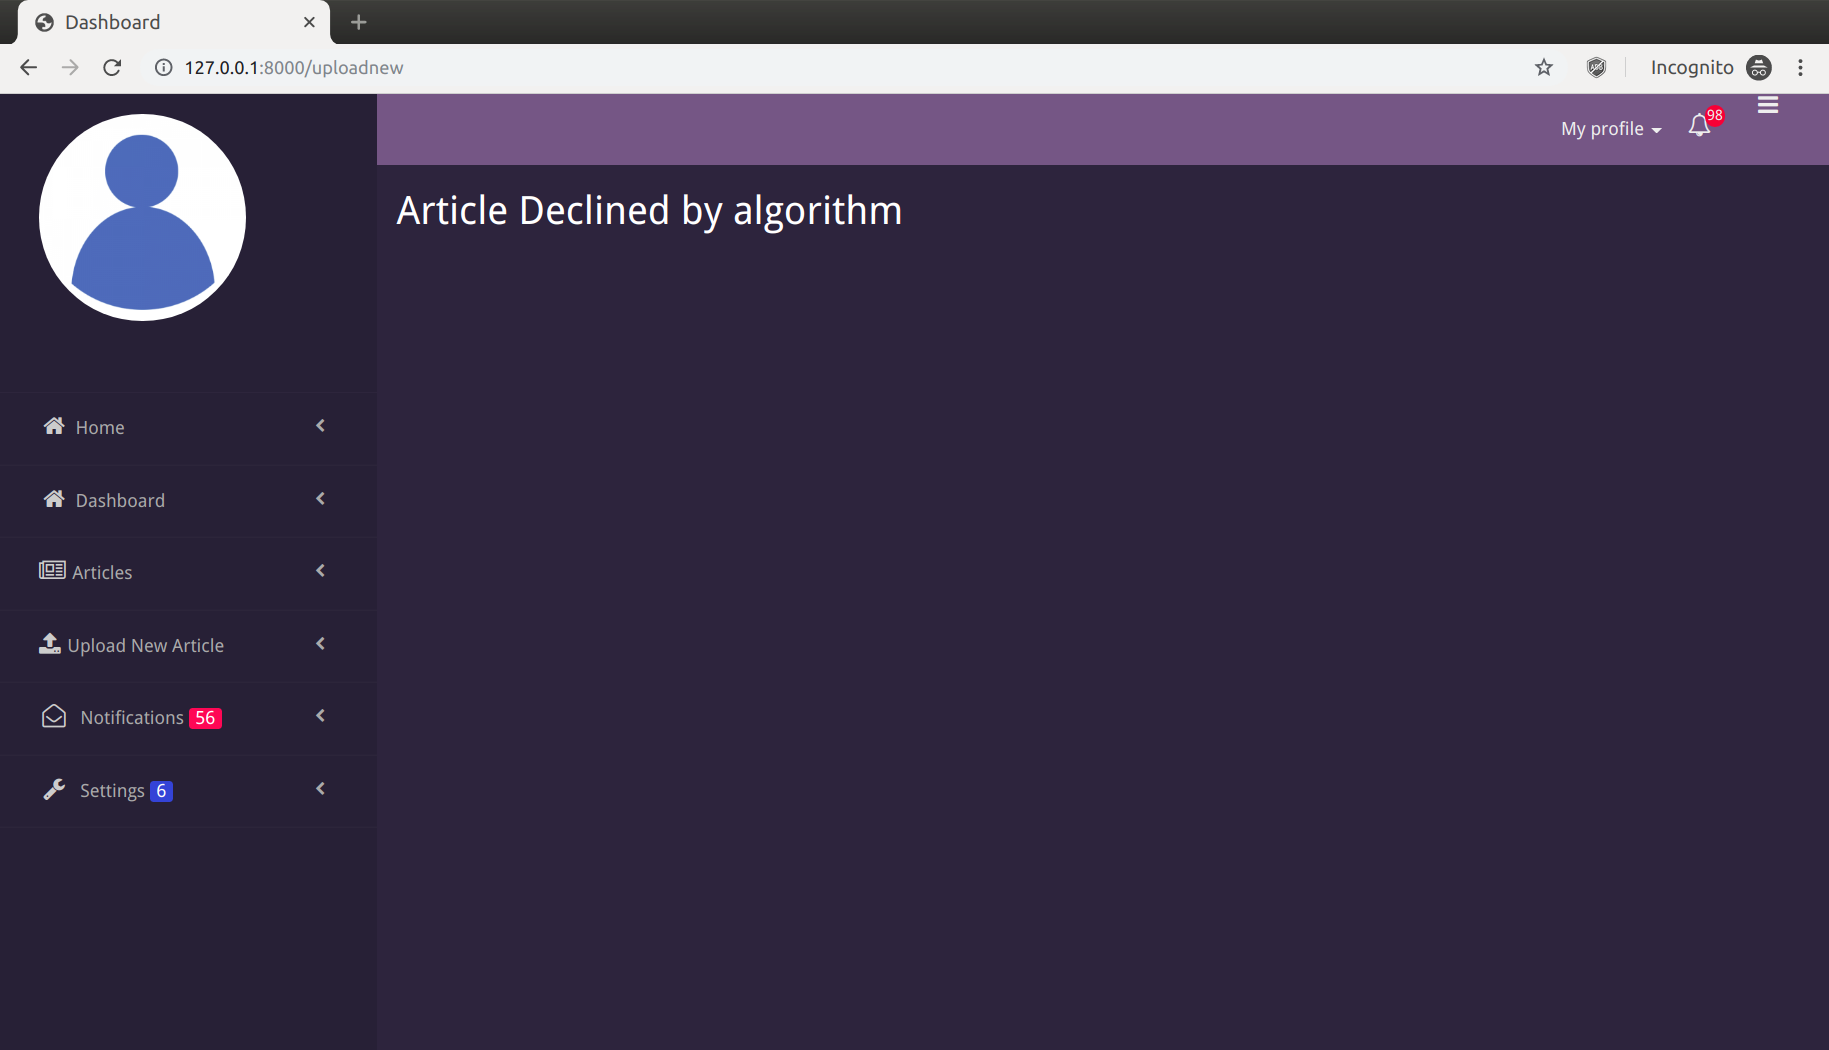 Dashboard
127.0.0.1:8000/uploadnew
Incognito
My profile
98
Article Declined by algorithm
Home
Dashboard
Articles
Upload New Article
Notifications 56
Settings 6